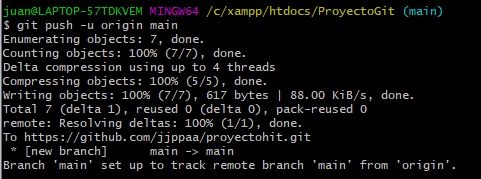 juan@LAPTOP-57TDKVEM MINGW64 /c/xampp/htdocs/ProyectoGit (main)
$ git push -u origin main
Enumerating objects: 7, done.
Counting objects: 100% (7/7), done.
Delta compression using up to 4 threads
Compressing objects: 100% (5/5), done.
Writing objects: 100% (7/7), 617 bytes | 88.00 KiB/s, done.
Total 7 (delta 1), reused 0 (delta 0), pack-reused 0
remote: Resolving deltas: 100% (1/1), done.
To https://github.com/jjppaa/proyectohit.git
 * [new branch]      main -> main
Branch 'main' set up to track remote branch 'main' from 'origin'.